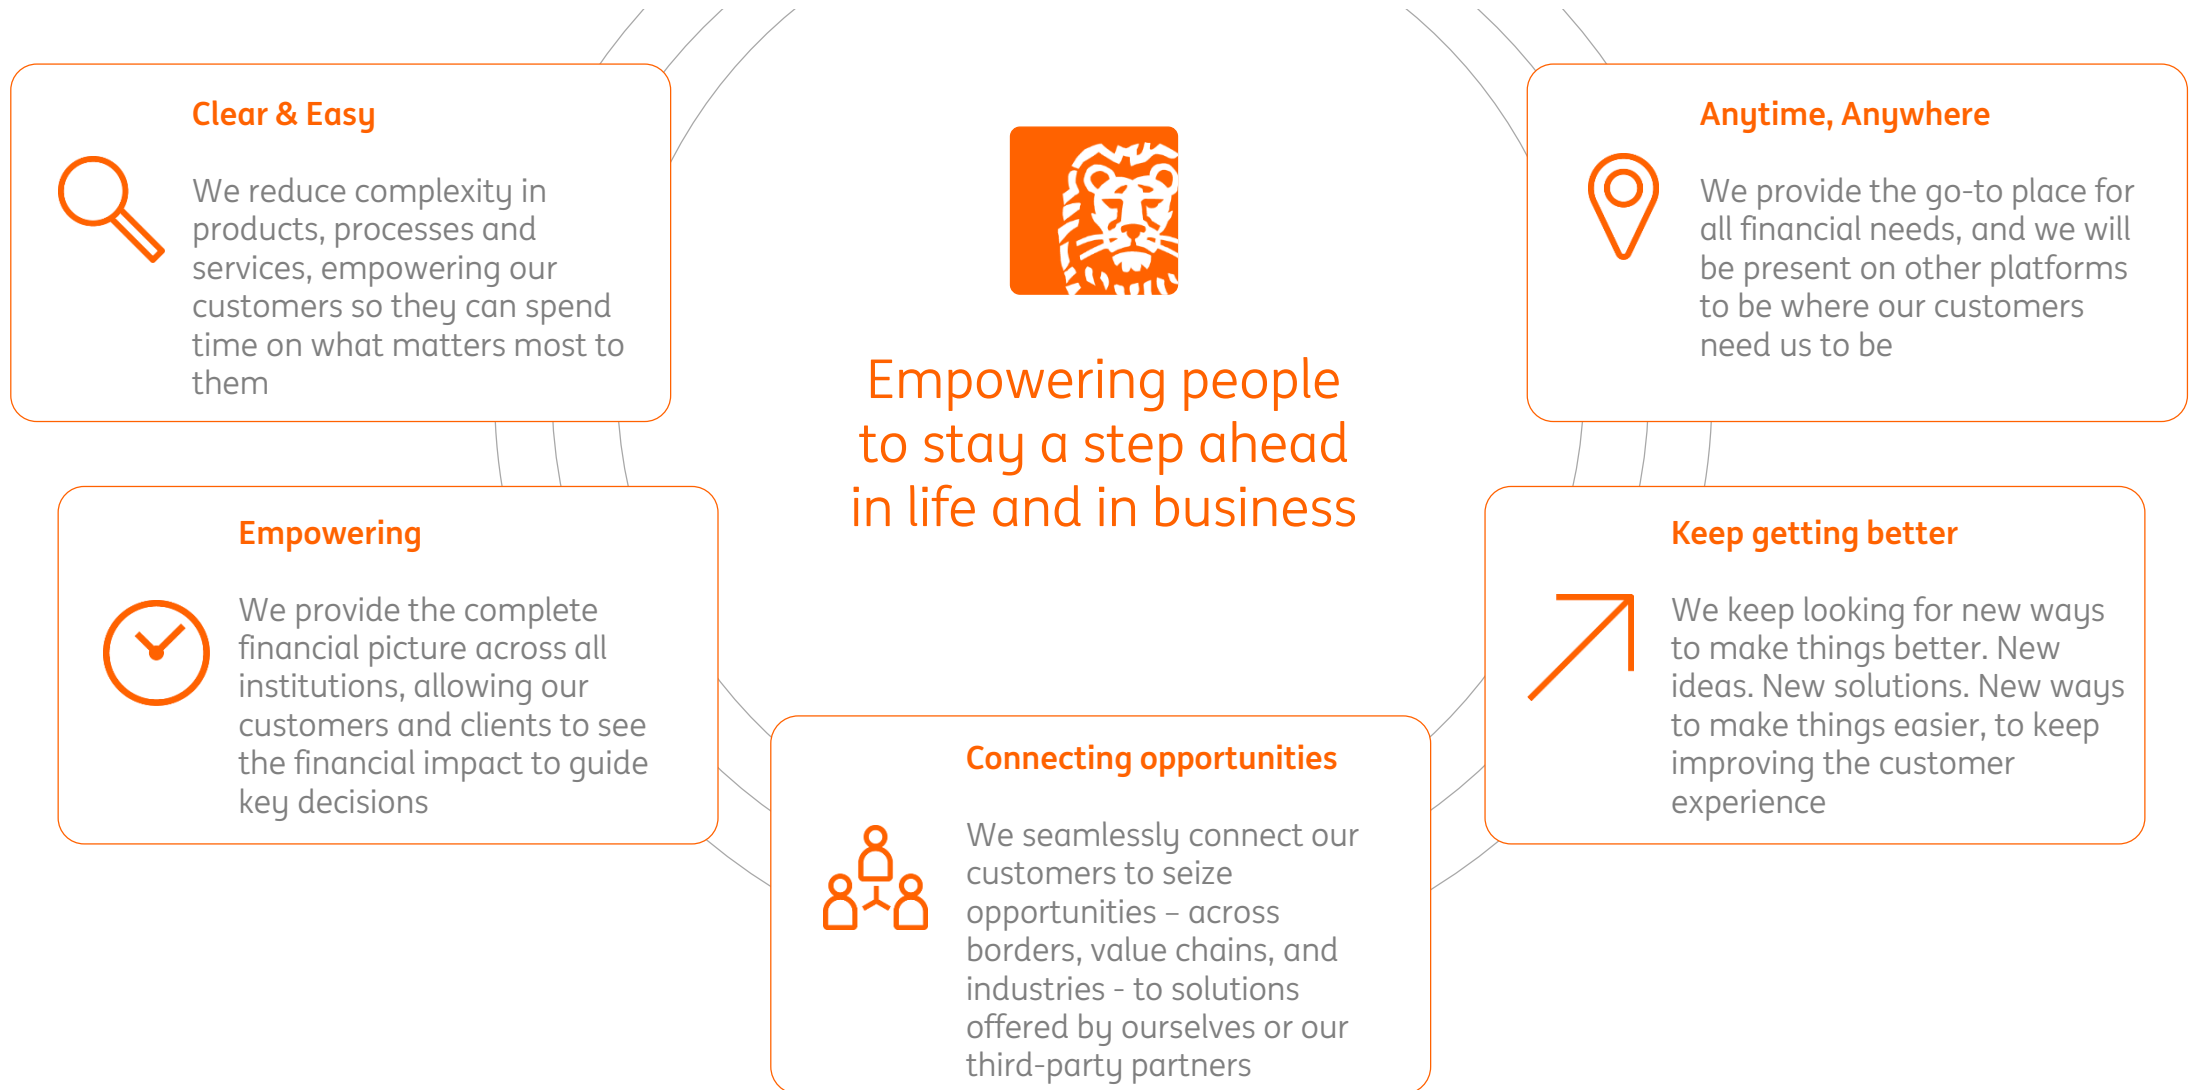 Clear & Easy
We reduce complexity in
products, processes and
services, empowering our
customers so they can spend
time on what matters most to
them
Empowering people
to stay a step ahead
in life and in business
Anytime, Anywhere
We provide the go-to place for
all financial needs, and we will
be present on other platforms
to be where our customers
need us to be
Empowering
We provide the complete
financial picture across all
institutions, allowing our
customers and clients to see
the financial impact to guide
key decisions
Connecting opportunities
We seamlessly connect our
customers to seize
opportunities – across
borders, value chains, and
industries - to solutions
offered by ourselves or our
third-party partners
Keep getting better
We keep looking for new ways
to make things better. New
ideas. New solutions. New ways
to make things easier, to keep
improving the customer
experience